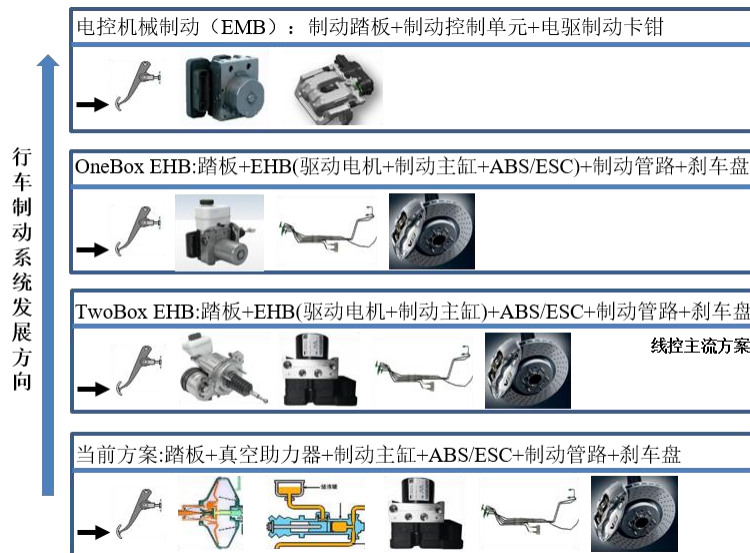 电控机械制动（EMB）：制动踏板+制动控制单元+电驱制动卡钳
行车制动系统发展方向
OneBox EHB:踏板+EHB(驱动电机+制动主缸+ABS/ESC)+制动管路+刹车盘
TwoBox EHB:踏板+EHB(驱动电机+制动主缸)+ABS/ESC+制动管路+刹车盘
线控主流方案
当前方案:踏板+真空助力器+制动主缸+ABS/ESC+制动管路+刹车盘